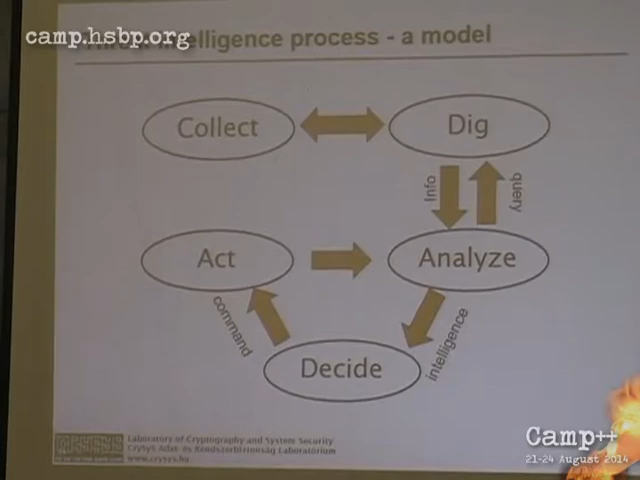 camp.hsbp.org
intelligence process - a model
Collect
Dig
Info
query
Act
Analyze
command
intelligence
Decide
Laboratory of Cryptography and System Security
CrySyS Adat- és Rendszerbiztonság Laboratórium
www.crysys.hu
Camp++
21-24 August 2014